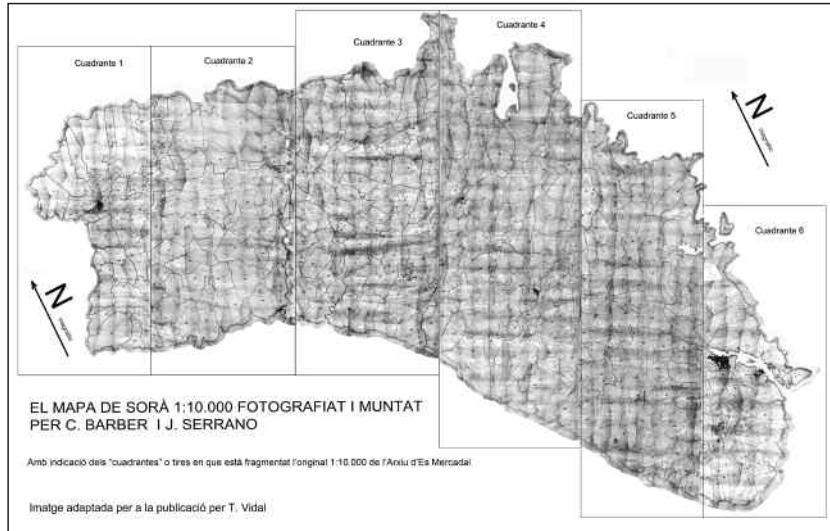 Cuadrante 1
Cuadrante 2
Cuadrante 3
Cuadrante 4
Cuadrante 5
Cuadrante 6
N
magnètic
N
magnètic
EL MAPA DE SORÀ 1:10.000 FOTOGRAFIAT I MUNTAT
PER C. BARBER I J. SERRANO
Amb indicació dels "cuadrantes" o tires en que està fragmentat l'original 1:10.000 de l'Arxiu d'Es Mercadal
Imatge adaptada per a la publicació per T. Vidal